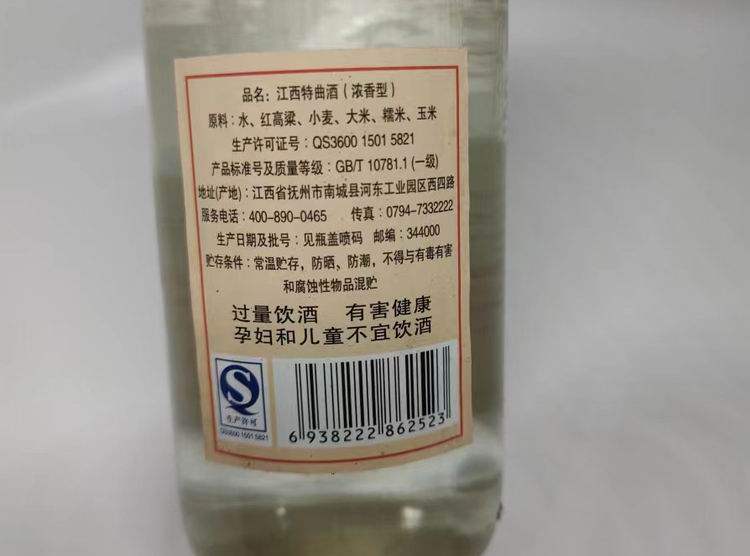 品名：江西特曲酒（浓香型）
原料：水、红高粱、小麦、大米、糯米、玉米
生产许可证号：QS3600 1501 5821
产品标准号及质量等级：GB/T 10781.1 (一级)
地址(产地)：江西省抚州市南城县河东工业园区西四路
服务电话：400-890-0465 传真：0794-7332222
生产日期及批号：见瓶盖喷码 邮编：344000
贮存条件：常温贮存，防晒、防潮，不得与有毒有害
和腐蚀性物品混贮
过量饮酒 有害健康
孕妇和儿童不宜饮酒
QS
生产许可
QS3600 1501 5821
6 938222 862523